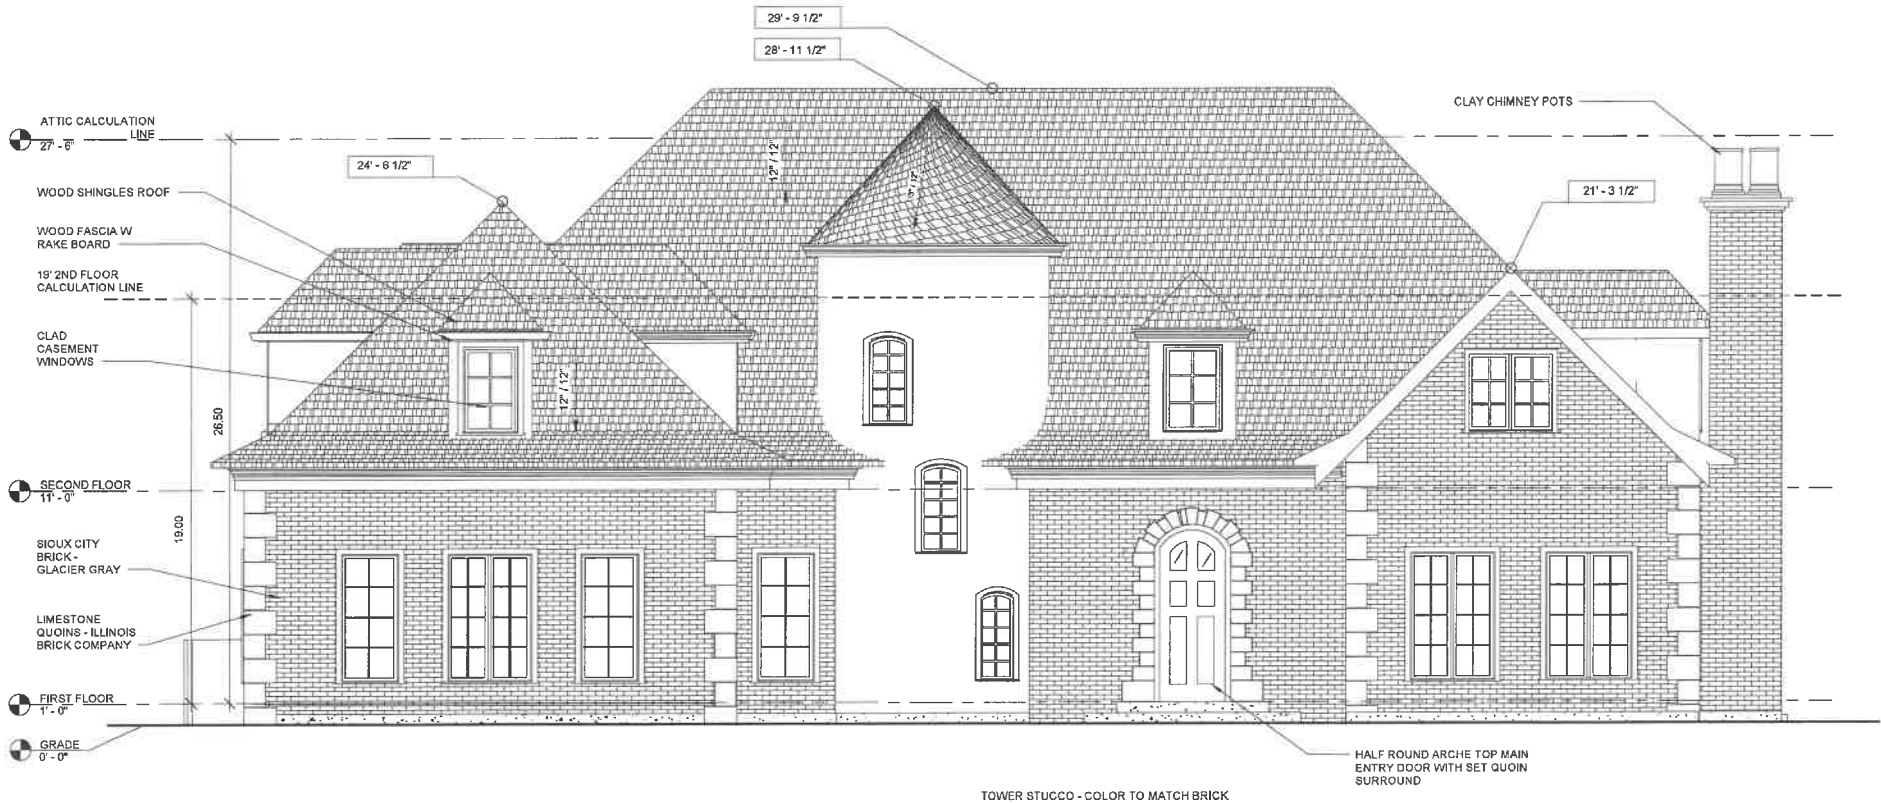 29' - 9 1/2"
28' - 11 1/2"
CLAY CHIMNEY POTS
ATTIC CALCULATION
LINE
27' - 6"
24' - 6 1/2"
12" / 12"
21' - 3 1/2"
WOOD SHINGLES ROOF
WOOD FASCIA W
RAKE BOARD
19' 2ND FLOOR
CALCULATION LINE
CLAD
CASEMENT
WINDOWS
12" / 12"
26.50
SECOND FLOOR
11' - 0"
19.00
SIOUX CITY
BRICK -
GLACIER GRAY
LIMESTONE
QUOINS - ILLINOIS
BRICK COMPANY
FIRST FLOOR
1' - 0"
GRADE
0' - 0"
HALF ROUND ARCHE TOP MAIN
ENTRY DOOR WITH SET QUOIN
SURROUND
TOWER STUCCO - COLOR TO MATCH BRICK